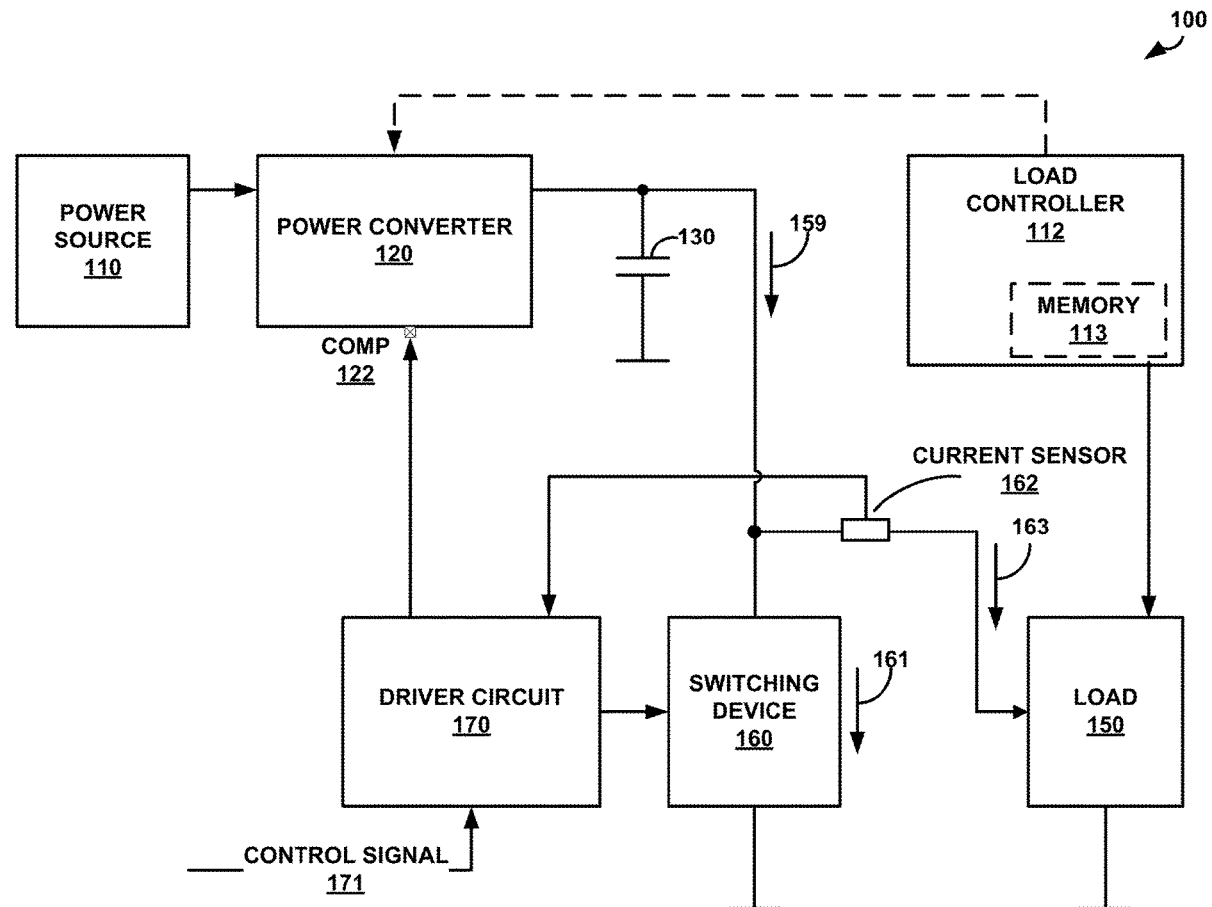 100
POWER
SOURCE
110
POWER CONVERTER
120
COMP
122
130
159
LOAD
CONTROLLER
112
MEMORY
113
CURRENT SENSOR
162
163
DRIVER CIRCUIT
170
SWITCHING
DEVICE
160
161
LOAD
150
CONTROL SIGNAL
171